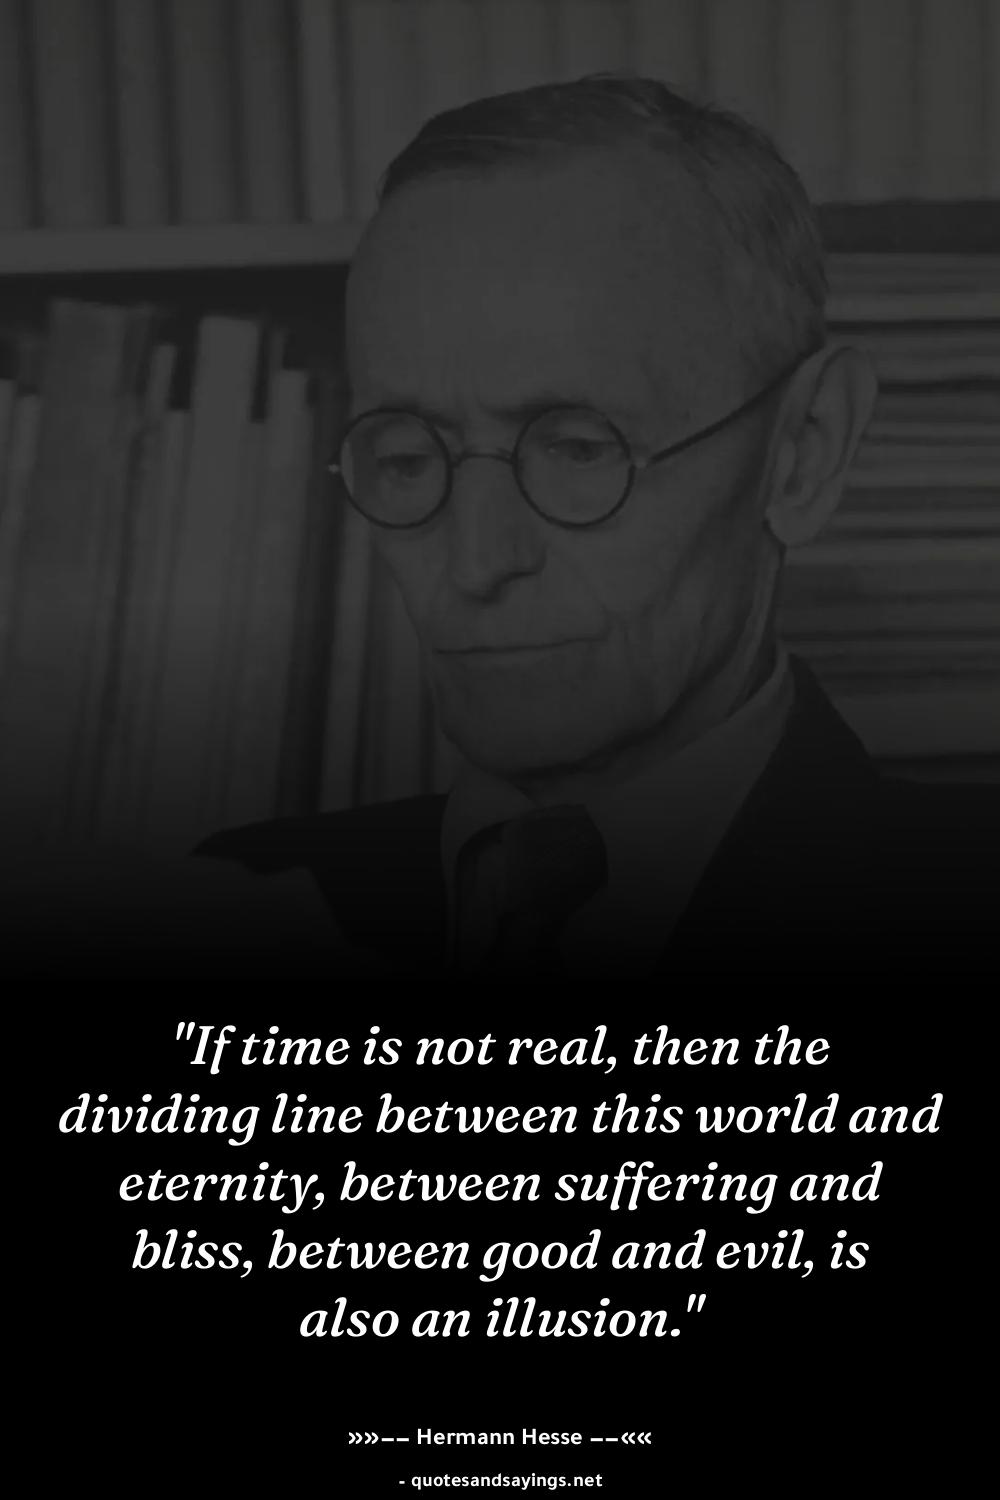 "If time is not real, then the
dividing line between this world and
eternity, between suffering and
bliss, between good and evil, is
also an illusion."
»»—— Hermann Hesse ——««
- quotesandsayings.net